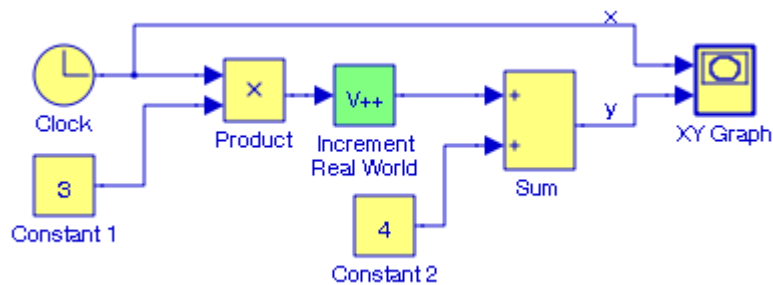 x
Clock
×
Product
V++
Increment
Real World
+
+
Sum
y
XY Graph
3
Constant 1
4
Constant 2